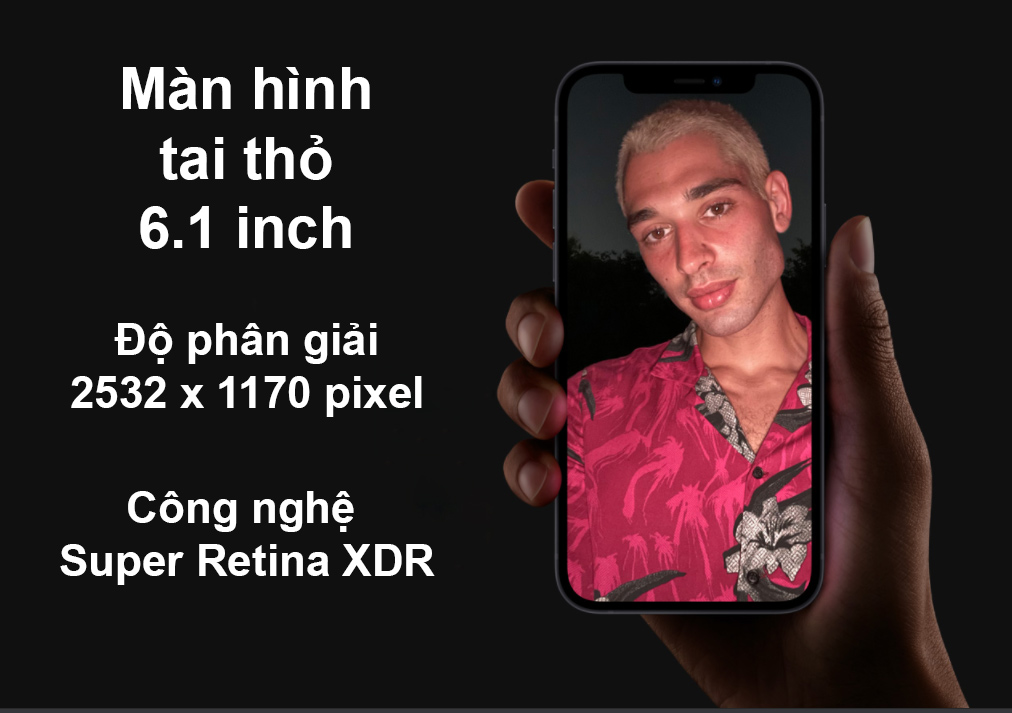 Màn hình
tai thỏ
6.1 inch
Độ phân giải
2532 x 1170 pixel
Công nghệ
Super Retina XDR